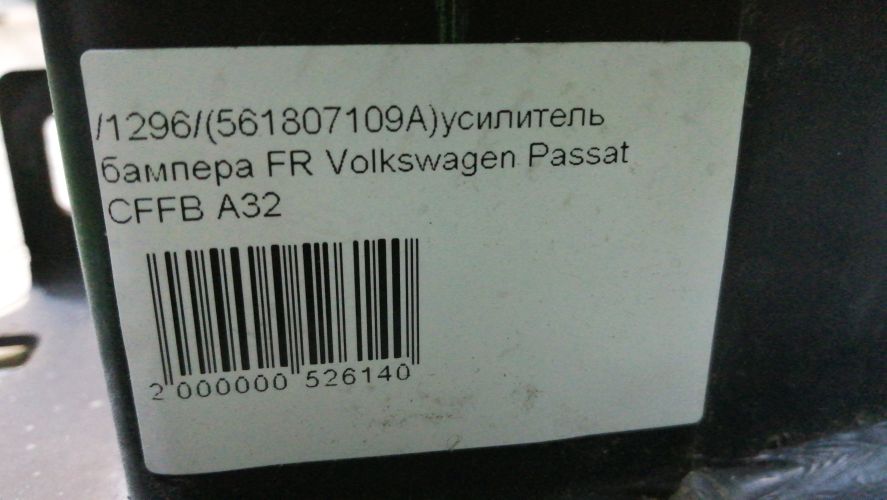 /1296/(561807109A)усилитель
бампера FR Volkswagen Passat
CFFB A32
2 000000 526140